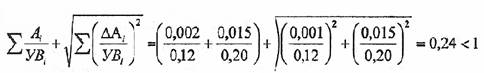 ∑ A_i/УВ_i + √(∑(ΔA_i/УВ_i)^2) = (0,002/0,12 + 0,015/0,20) + √((0,001/0,12)^2 + (0,015/0,20)^2) = 0,24 < 1